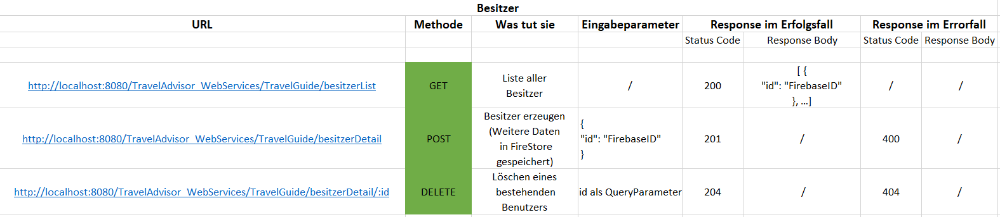 Besitzer
URL Methode Was tut sie Eingabeparameter Response im Erfolgsfall Response im Errorfall
Status Code Response Body Status Code Response Body
http://localhost:8080/TravelAdvisor_WebServices/TravelGuide/besitzerList
GET
Liste aller
Besitzer
/
200
[ {
"id": "FirebaseID"
}, ...]
/
/
http://localhost:8080/TravelAdvisor_WebServices/TravelGuide/besitzerDetail
POST
Besitzer erzeugen
(Weitere Daten
in FireStore
gespeichert)
{
"id": "FirebaseID"
}
201
/
400
/
http://localhost:8080/TravelAdvisor_WebServices/TravelGuide/besitzerDetail/:id
DELETE
Löschen eines
bestehenden
Benutzers
id als QueryParameter
204
/
404
/